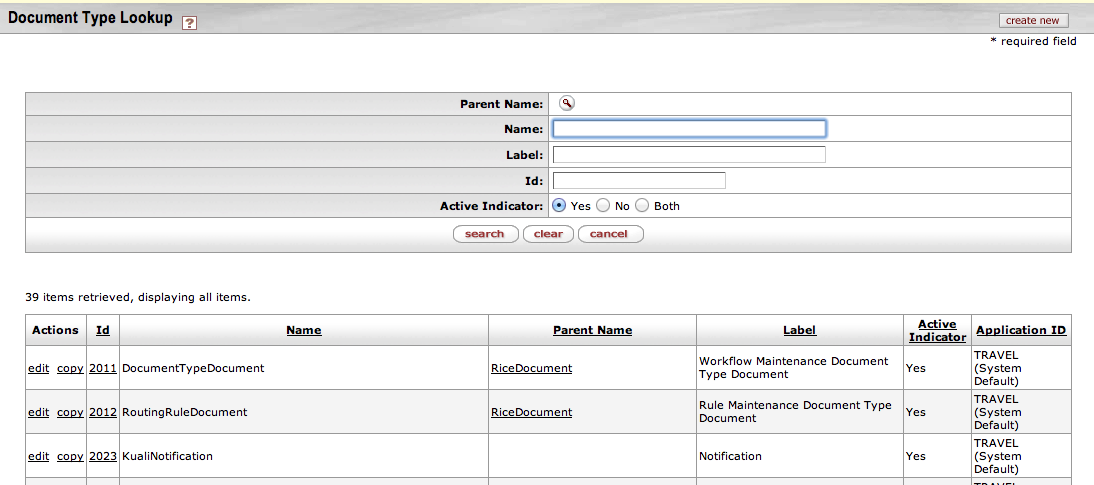 Document Type Lookup ?
create new
* required field
Parent Name:
Name:
Label:
Id:
Active Indicator: Yes No Both
search clear cancel
39 items retrieved, displaying all items.
Actions Id Name Parent Name Label Active Indicator Application ID
edit copy 2011 DocumentTypeDocument RiceDocument Workflow Maintenance Document Type Document Yes TRAVEL (System Default)
edit copy 2012 RoutingRuleDocument RiceDocument Rule Maintenance Document Type Document Yes TRAVEL (System Default)
edit copy 2023 KualiNotification Notification Yes TRAVEL (System Default)